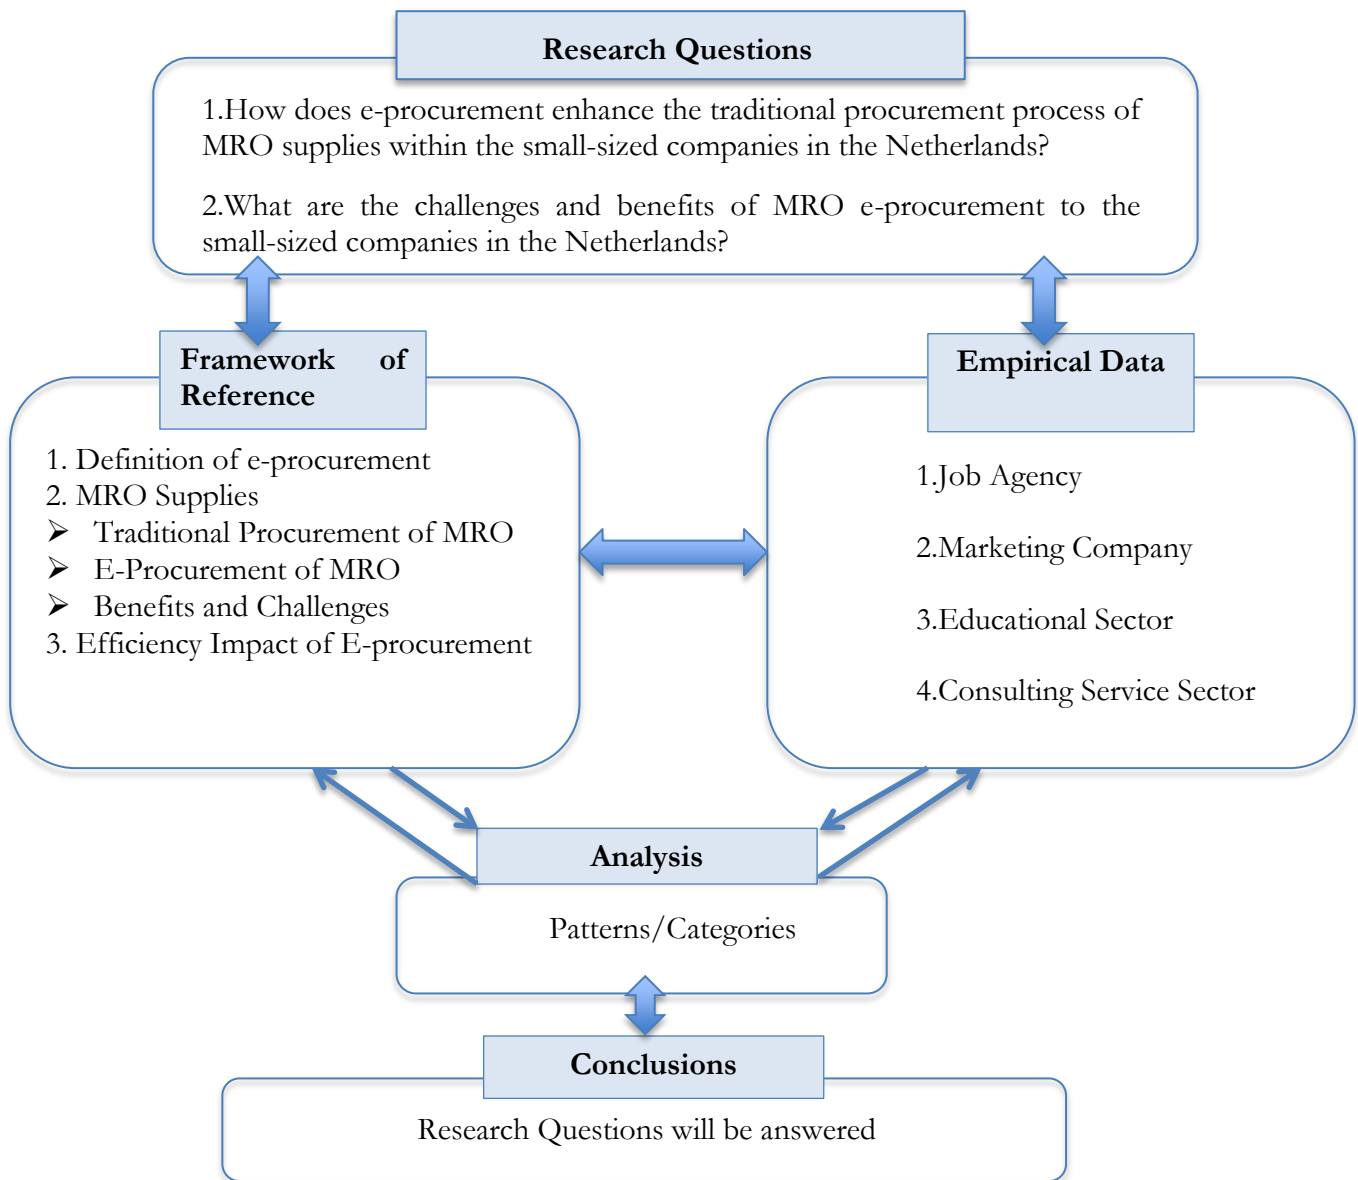 Research Questions
1.How does e-procurement enhance the traditional procurement process of
MRO supplies within the small-sized companies in the Netherlands?
2.What are the challenges and benefits of MRO e-procurement to the
small-sized companies in the Netherlands?
Framework of
Reference
1. Definition of e-procurement
2. MRO Supplies
➢ Traditional Procurement of MRO
➢ E-Procurement of MRO
➢ Benefits and Challenges
3. Efficiency Impact of E-procurement
Empirical Data
1.Job Agency
2.Marketing Company
3.Educational Sector
4.Consulting Service Sector
Analysis
Patterns/Categories
Conclusions
Research Questions will be answered